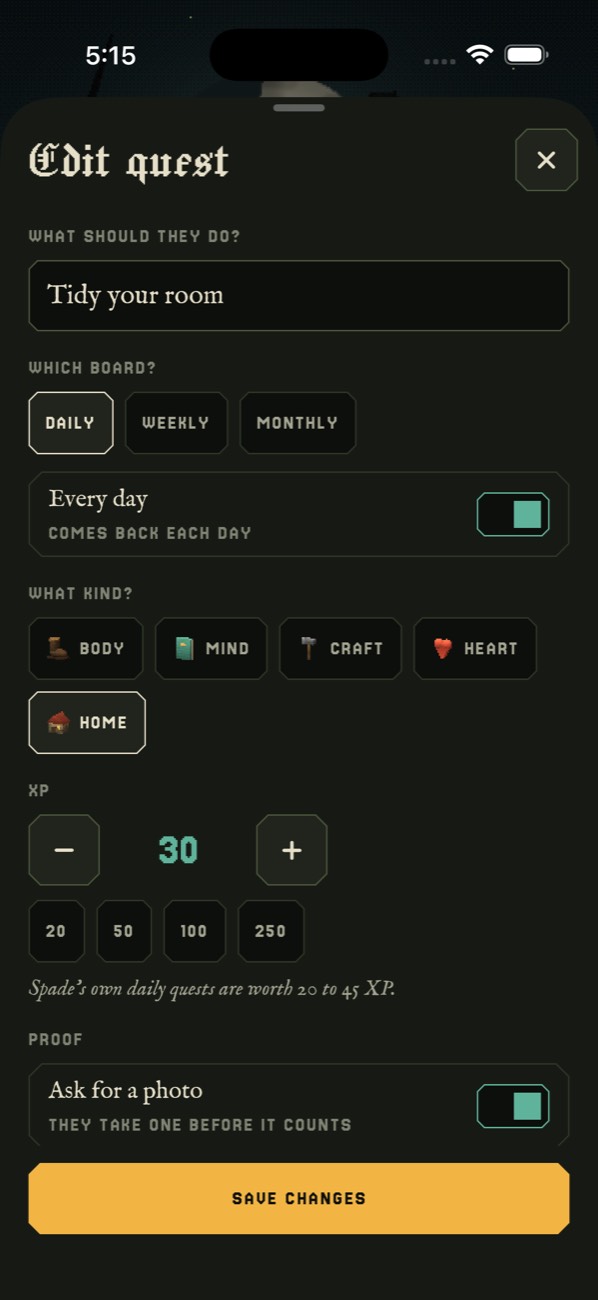 5:15
Edit quest
WHAT SHOULD THEY DO?
Tidy your room
WHICH BOARD?
DAILY WEEKLY MONTHLY
Every day
COMES BACK EACH DAY
WHAT KIND?
BODY MIND CRAFT HEART
HOME
XP
− 30 +
20 50 100 250
Spade's own daily quests are worth 20 to 45 XP.
PROOF
Ask for a photo
THEY TAKE ONE BEFORE IT COUNTS
SAVE CHANGES